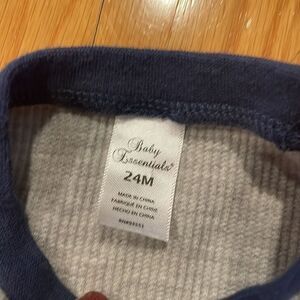 Baby
Essentials®
24M
MADE IN CHINA
FABRIQUÉ EN CHINE
HECHO EN CHINA